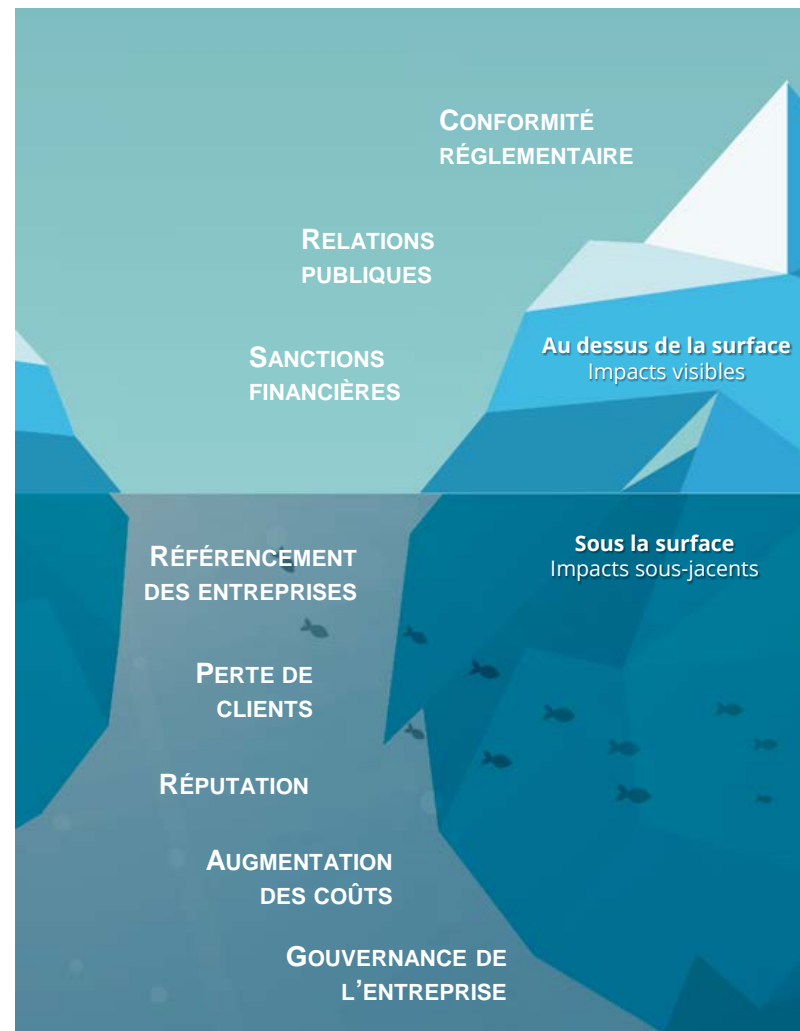 CONFORMITÉ
RÉGLEMENTAIRE
RELATIONS
PUBLIQUES
SANCTIONS
FINANCIÈRES
Au dessus de la surface
Impacts visibles
RÉFÉRENCEMENT
DES ENTREPRISES
Sous la surface
Impacts sous-jacents
PERTE DE
CLIENTS
RÉPUTATION
AUGMENTATION
DES COÛTS
GOUVERNANCE DE
L’ENTREPRISE